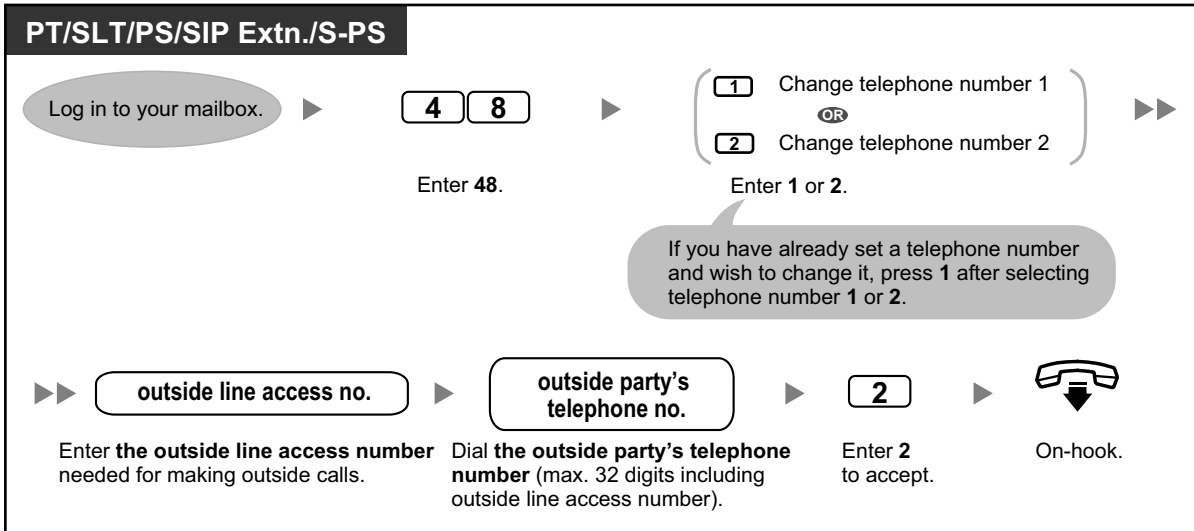 PT/SLT/PS/SIP Extn./S-PS
Log in to your mailbox.
4 8
Enter 48.
1 Change telephone number 1
OR
2 Change telephone number 2
Enter 1 or 2.
If you have already set a telephone number
and wish to change it, press 1 after selecting
telephone number 1 or 2.
outside line access no.
Enter the outside line access number
needed for making outside calls.
outside party's
telephone no.
Dial the outside party's telephone
number (max. 32 digits including
outside line access number).
2
Enter 2
to accept.
On-hook.